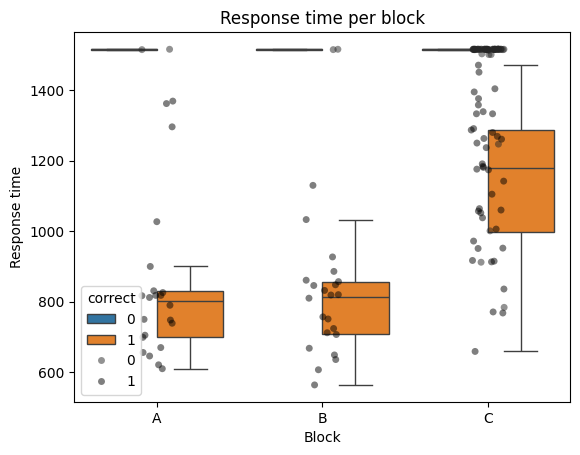 Response time per block
Response time
1400
1200
1000
800
600
correct
0
1
0
1
A
B
C
Block